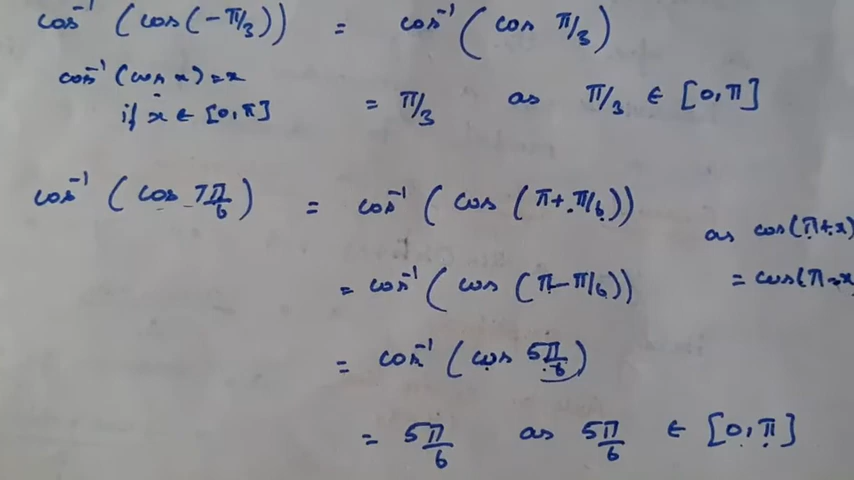 cos⁻¹ (cos(-π/3)) = cos⁻¹ (cos π/3)
cos⁻¹ (cos x) = x
if x ∈ [0,π]
= π/3 as π/3 ∈ [0,π]
cos⁻¹ (cos 7π/6) = cos⁻¹ (cos (π+π/6))
as cos(π+x)
= cos⁻¹ (cos (π-π/6))
= cos(π-x
= cos⁻¹ (cos 5π/6)
= 5π/6 as 5π/6 ∈ [0,π]